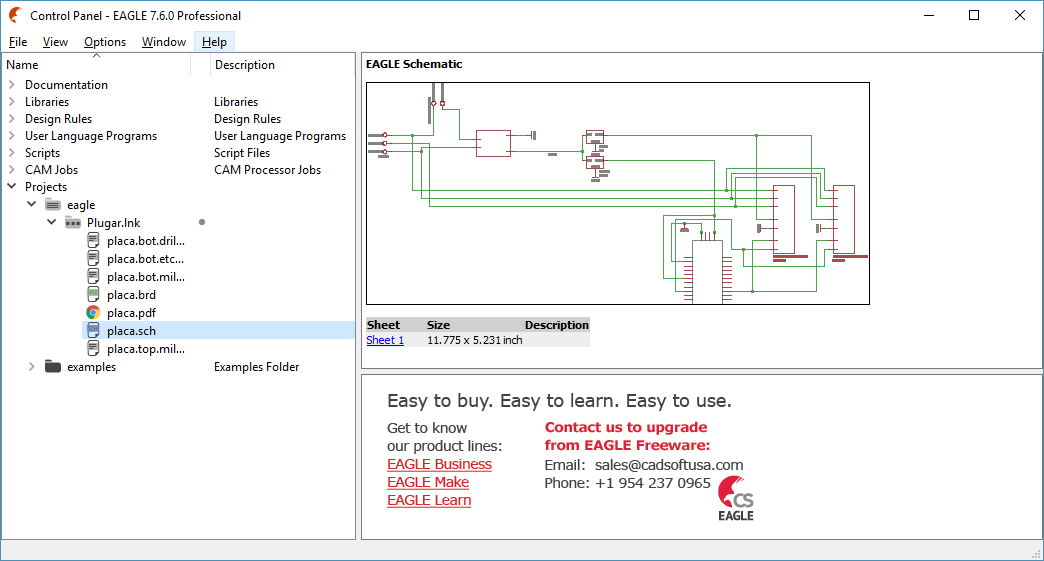 Control Panel - EAGLE 7.6.0 Professional
File View Options Window Help
Name Description
Documentation
Libraries Libraries
Design Rules Design Rules
User Language Programs User Language Programs
Scripts Script Files
CAM Jobs CAM Processor Jobs
Projects
eagle
Plugar.lnk
placa.bot.dril...
placa.bot.etc...
placa.bot.mil...
placa.brd
placa.pdf
placa.sch
placa.top.mil...
examples Examples Folder
EAGLE Schematic
Sheet Size Description
Sheet 1 11.775 x 5.231 inch
Easy to buy. Easy to learn. Easy to use.
Get to know
our product lines:
EAGLE Business
EAGLE Make
EAGLE Learn
Contact us to upgrade
from EAGLE Freeware:
Email: sales@cadsoftusa.com
Phone: +1 954 237 0965
CS
EAGLE